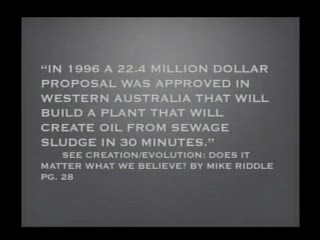 “IN 1996 A 22.4 MILLION DOLLAR
PROPOSAL WAS APPROVED IN
WESTERN AUSTRALIA THAT WILL
BUILD A PLANT THAT WILL
CREATE OIL FROM SEWAGE
SLUDGE IN 30 MINUTES.”
SEE CREATION/EVOLUTION: DOES IT
MATTER WHAT WE BELIEVE? BY MIKE RIDDLE
PG. 28